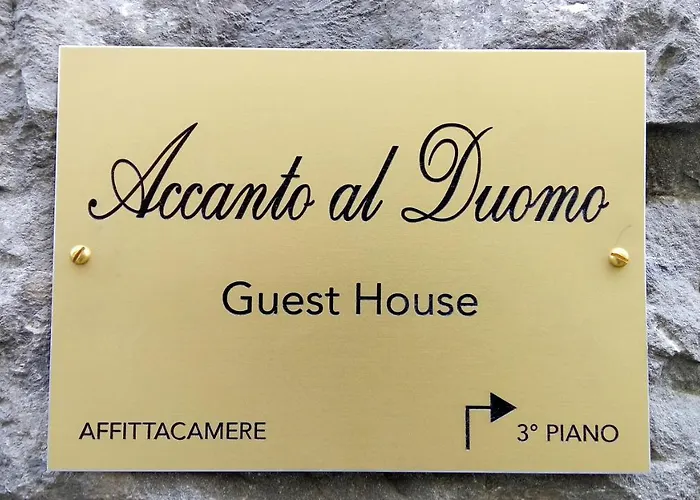 Accanto al Duomo
Guest House
AFFITTACAMERE
3° PIANO